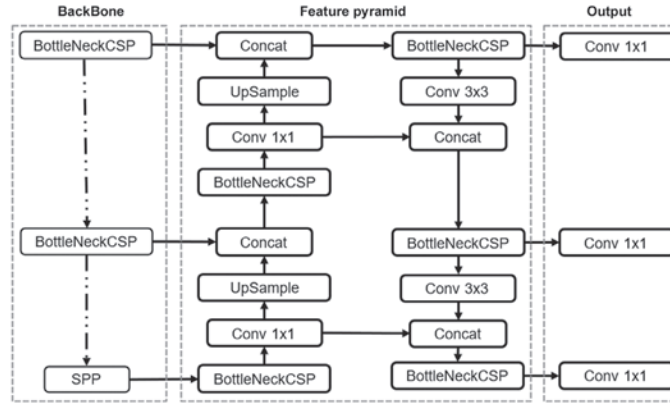 BackBone Feature pyramid Output
BottleNeckCSP Concat BottleNeckCSP Conv 1x1
UpSample Conv 3x3
Conv 1x1 Concat
BottleNeckCSP
BottleNeckCSP Concat BottleNeckCSP Conv 1x1
UpSample Conv 3x3
Conv 1x1 Concat
SPP BottleNeckCSP BottleNeckCSP Conv 1x1